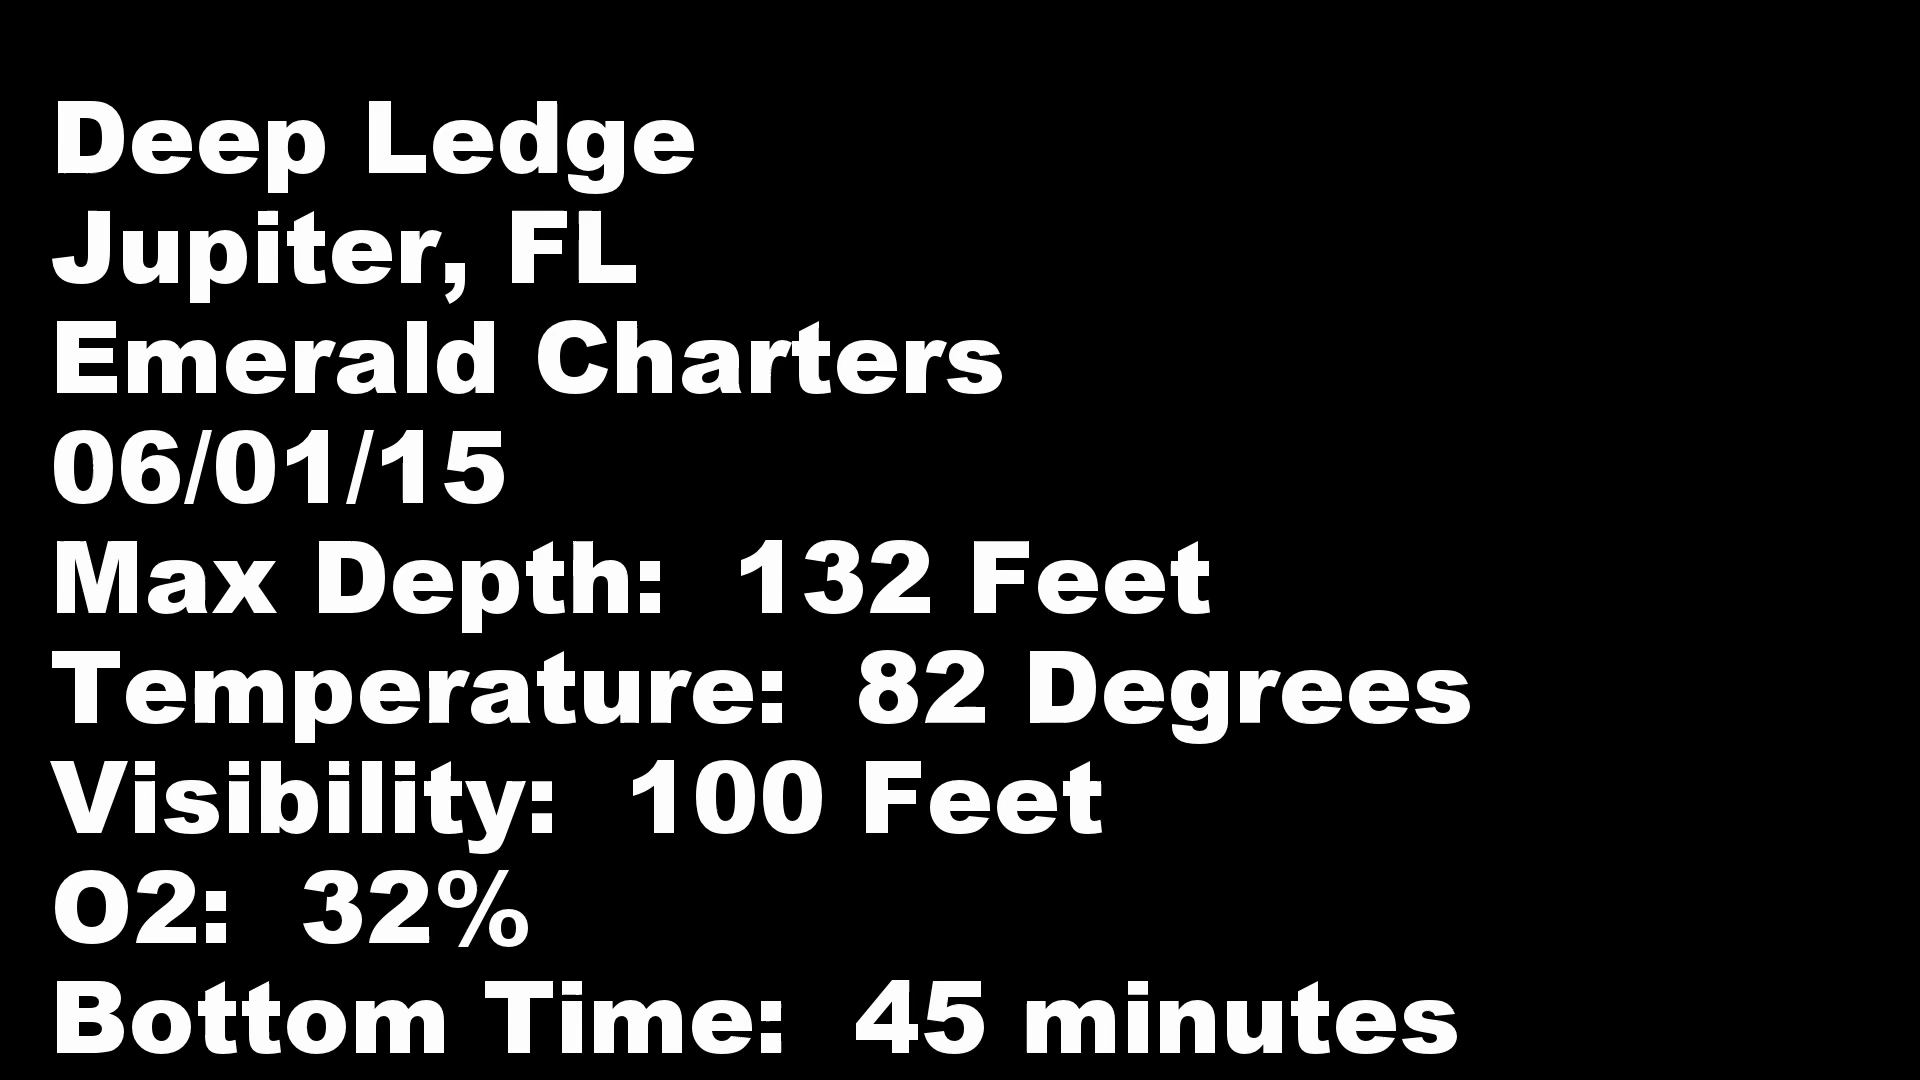 Deep Ledge
Jupiter, FL
Emerald Charters
06/01/15
Max Depth:  132 Feet
Temperature:  82 Degrees
Visibility:  100 Feet
O2:  32%
Bottom Time:  45 minutes